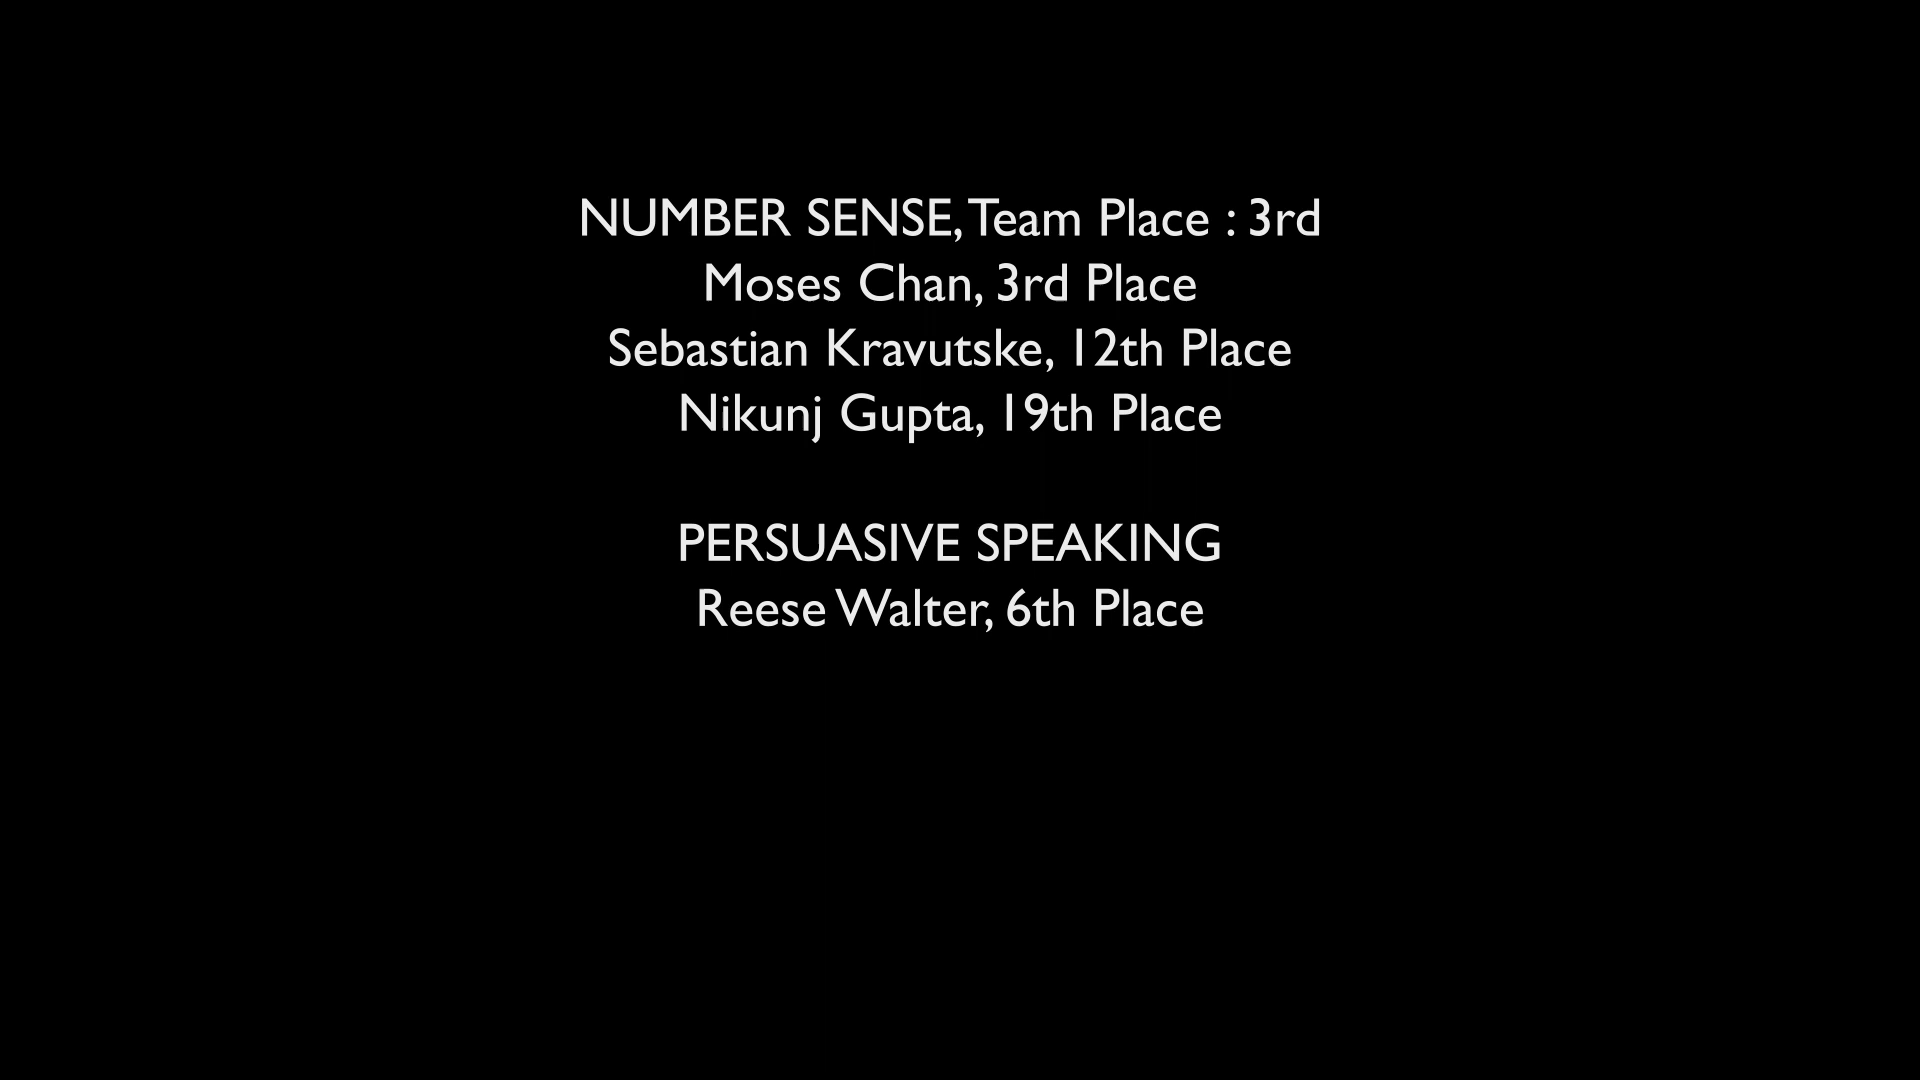 NUMBER SENSE, Team Place : 3rd
Moses Chan, 3rd Place
Sebastian Kravutske, 12th Place
Nikunj Gupta, 19th Place
PERSUASIVE SPEAKING
Reese Walter, 6th Place